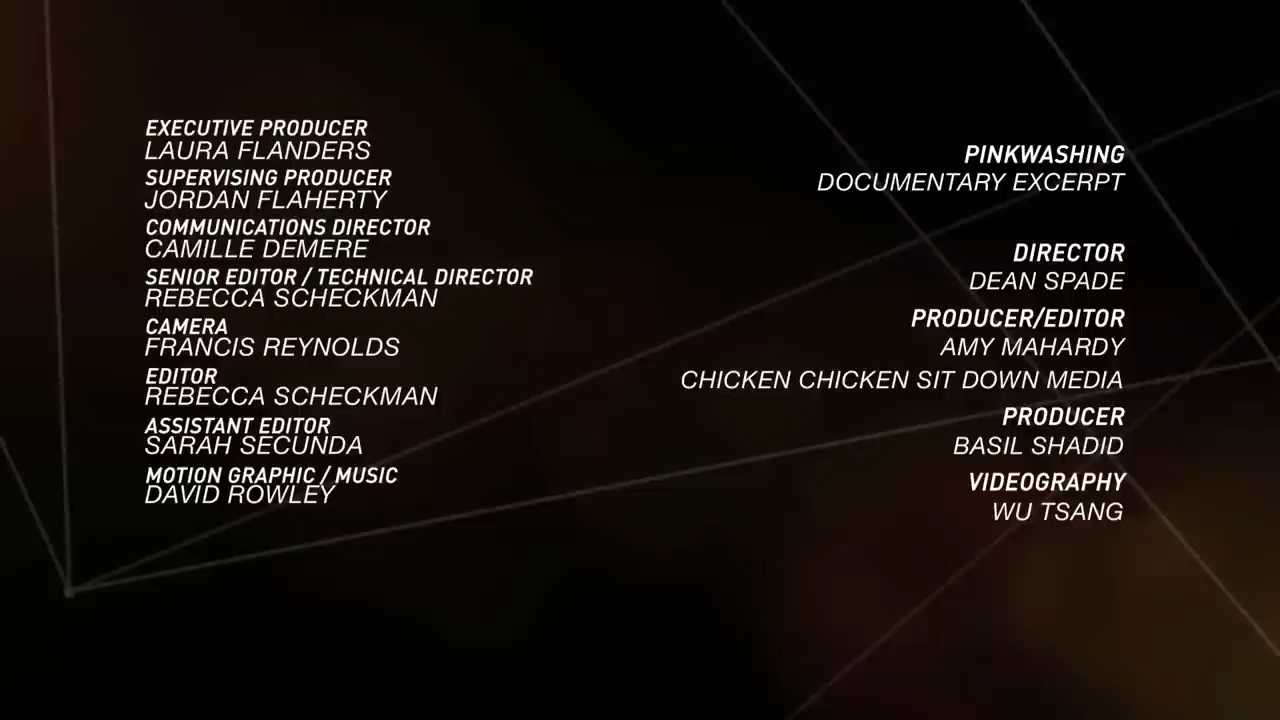 EXECUTIVE PRODUCER
LAURA FLANDERS
SUPERVISING PRODUCER
JORDAN FLAHERTY
COMMUNICATIONS DIRECTOR
CAMILLE DEMERE
SENIOR EDITOR / TECHNICAL DIRECTOR
REBECCA SCHECKMAN
CAMERA
FRANCIS REYNOLDS
EDITOR
REBECCA SCHECKMAN
ASSISTANT EDITOR
SARAH SECUNDA
MOTION GRAPHIC / MUSIC
DAVID ROWLEY
PINKWASHING
DOCUMENTARY EXCERPT
DIRECTOR
DEAN SPADE
PRODUCER/EDITOR
AMY MAHARDY
CHICKEN CHICKEN SIT DOWN MEDIA
PRODUCER
BASIL SHADID
VIDEOGRAPHY
WU TSANG